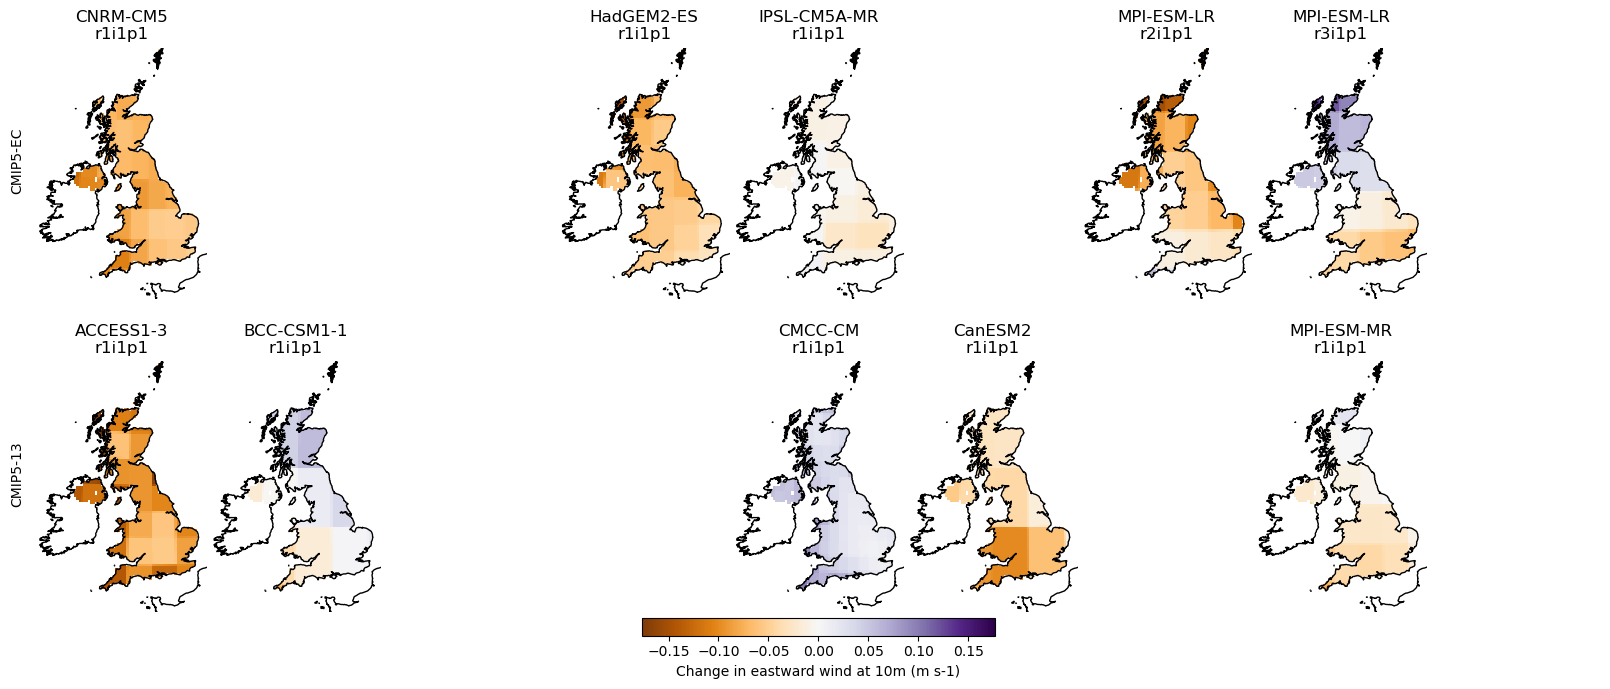 CNRM-CM5
r1i1p1
HadGEM2-ES
r1i1p1
IPSL-CM5A-MR
r1i1p1
MPI-ESM-LR
r2i1p1
MPI-ESM-LR
r3i1p1
CMIP5-EC
ACCESS1-3
r1i1p1
BCC-CSM1-1
r1i1p1
CMCC-CM
r1i1p1
CanESM2
r1i1p1
MPI-ESM-MR
r1i1p1
CMIP5-13
−0.15 −0.10 −0.05 0.00 0.05 0.10 0.15
Change in eastward wind at 10m (m s-1)